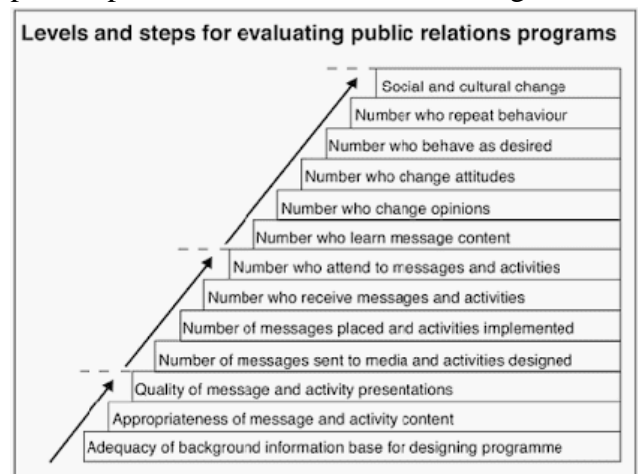 Levels and steps for evaluating public relations programs
Social and cultural change
Number who repeat behaviour
Number who behave as desired
Number who change attitudes
Number who change opinions
Number who learn message content
Number who attend to messages and activities
Number who receive messages and activities
Number of messages placed and activities implemented
Number of messages sent to media and activities designed
Quality of message and activity presentations
Appropriateness of message and activity content
Adequacy of background information base for designing programme